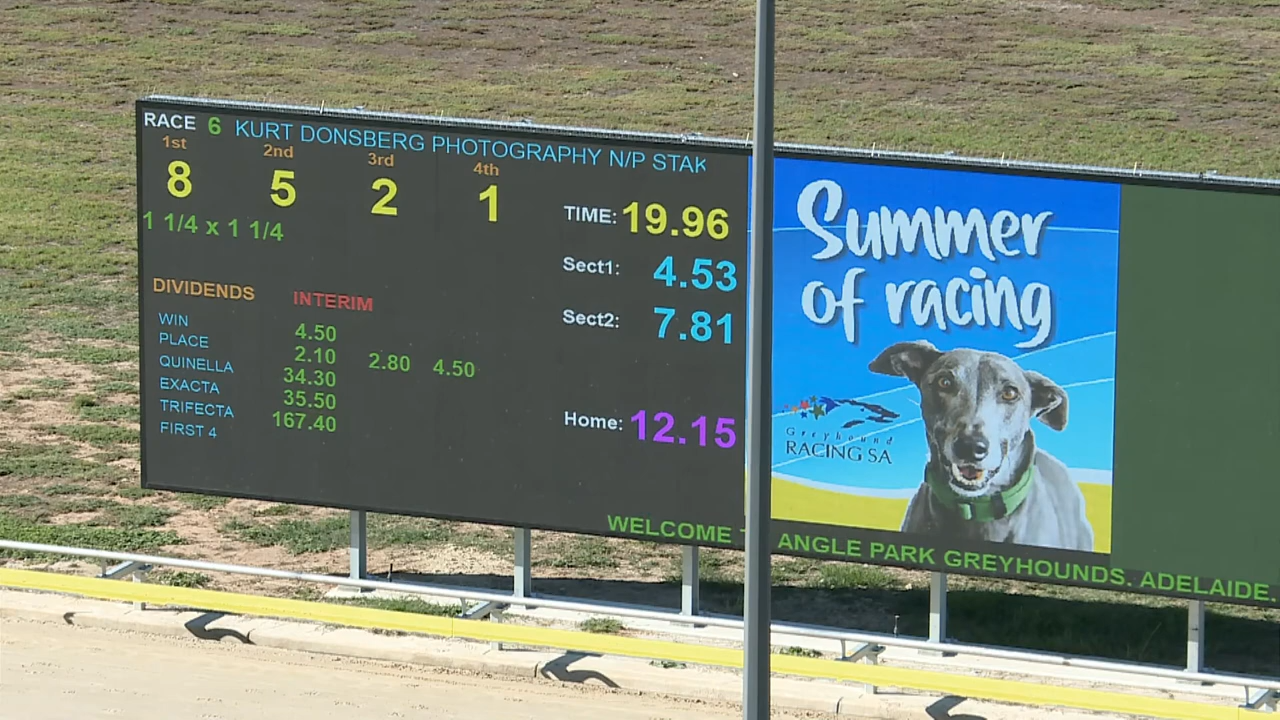 RACE 6 KURT DONSBERG PHOTOGRAPHY N/P STAK
1st 2nd 3rd 4th
8 5 2 1
1 1/4 x 1 1/4
TIME: 19.96
Sect1: 4.53
Sect2: 7.81
Home: 12.15
DIVIDENDS INTERIM
WIN 4.50
PLACE 2.10 2.80 4.50
QUINELLA 34.30
EXACTA 35.50
TRIFECTA 167.40
FIRST 4
Summer
of racing
Greyhound
RACING SA
WELCOME ANGLE PARK GREYHOUNDS. ADELAIDE.